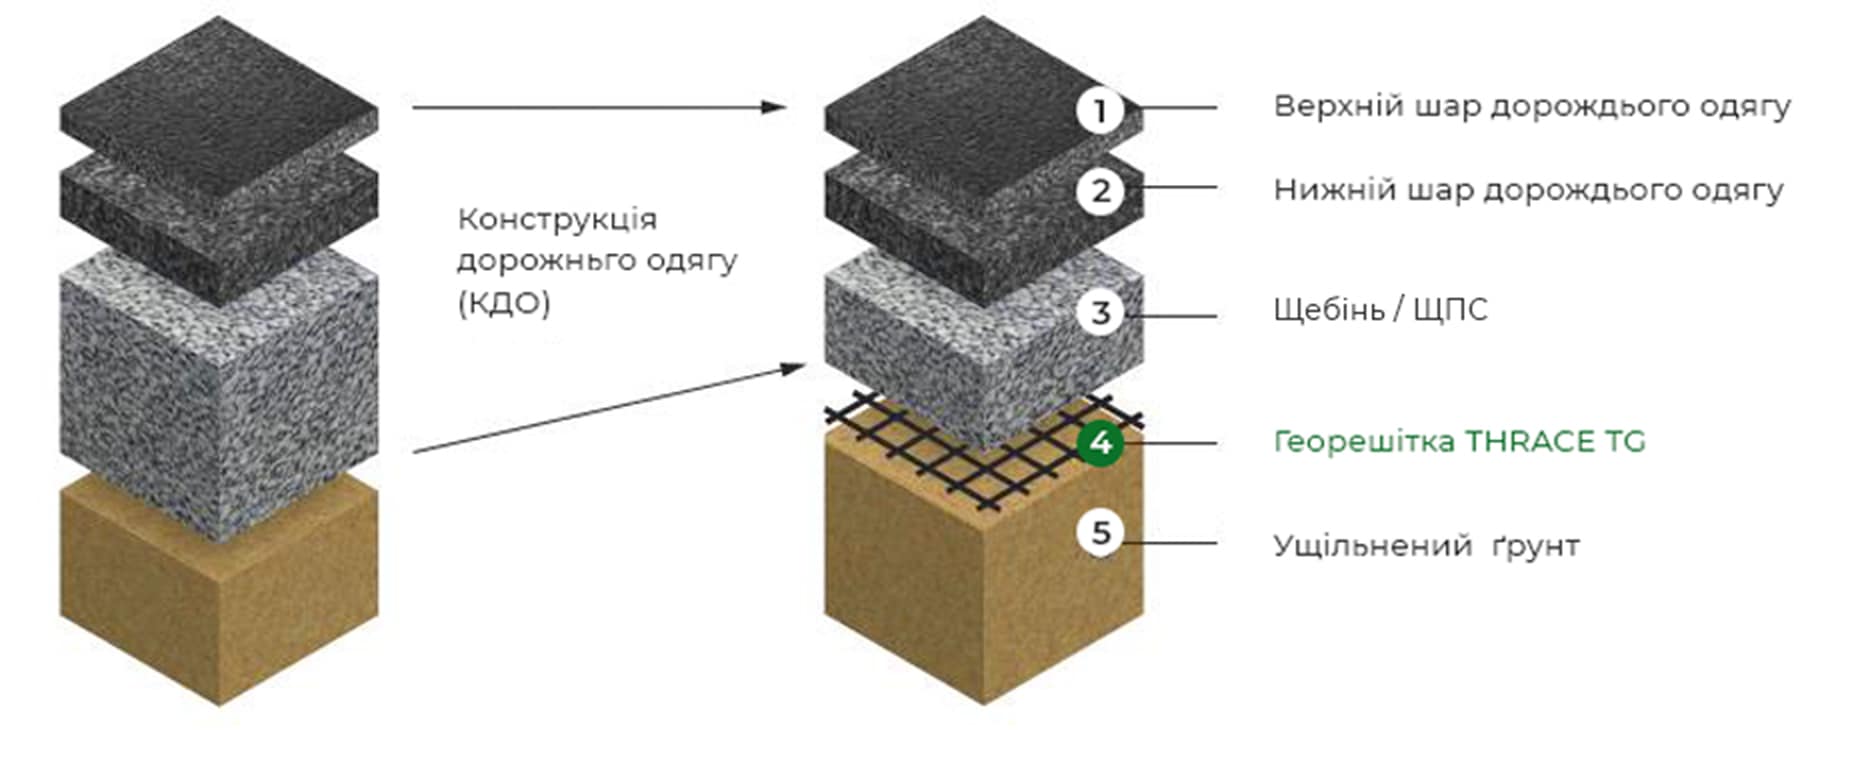 Конструкція
дорожньго одягу
(КДО)
1
Верхній шар дорождього одягу
2
Нижній шар дорождього одягу
3
Щебінь / ЩПС
4
Георешітка THRACE TG
5
Ущільнений ґрунт